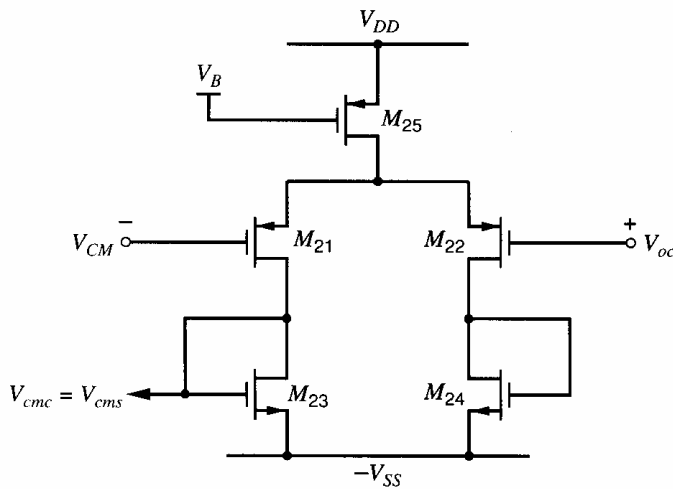 V_DD
V_B
M_25
−
+
V_CM
M_21
M_22
V_oc
V_cmc = V_cms
M_23
M_24
−V_SS